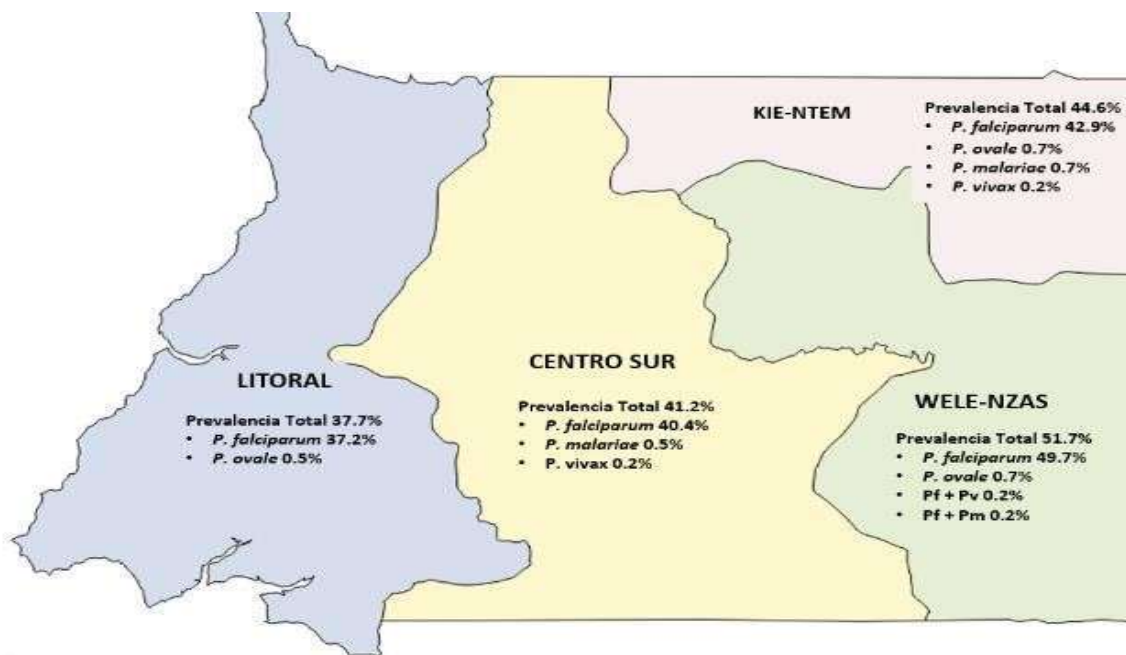 KIE-NTEM
Prevalencia Total 44.6%
• P. falciparum 42.9%
• P. ovale 0.7%
• P. malariae 0.7%
• P. vivax 0.2%
LITORAL
Prevalencia Total 37.7%
• P. falciparum 37.2%
• P. ovale 0.5%
CENTRO SUR
Prevalencia Total 41.2%
• P. falciparum 40.4%
• P. malariae 0.5%
• P. vivax 0.2%
WELE-NZAS
Prevalencia Total 51.7%
• P. falciparum 49.7%
• P. ovale 0.7%
• Pf + Pv 0.2%
• Pf + Pm 0.2%